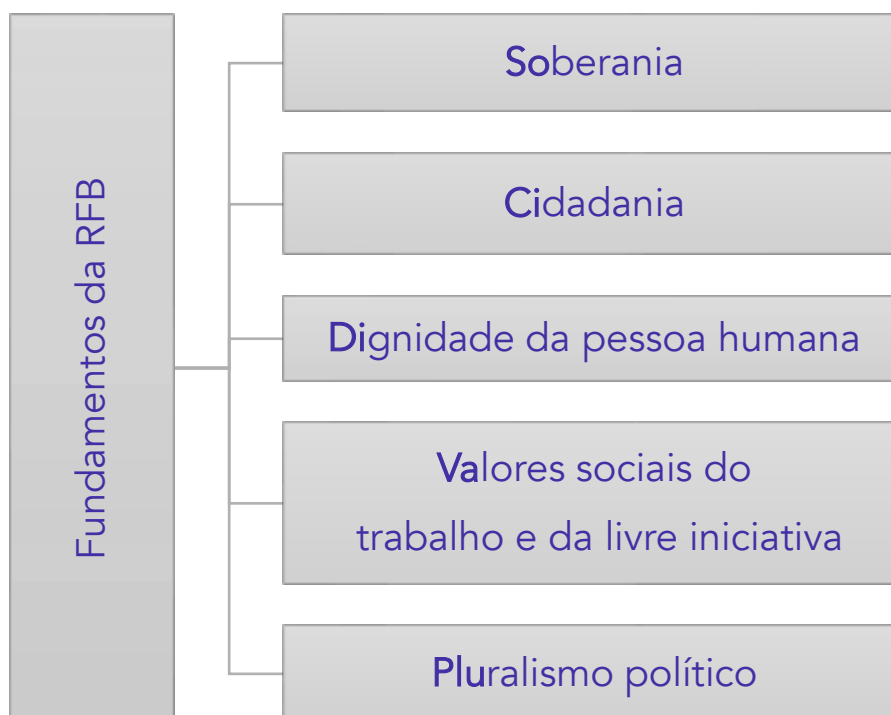 Fundamentos da RFB
Soberania
Cidadania
Dignidade da pessoa humana
Valores sociais do
trabalho e da livre iniciativa
Pluralismo político